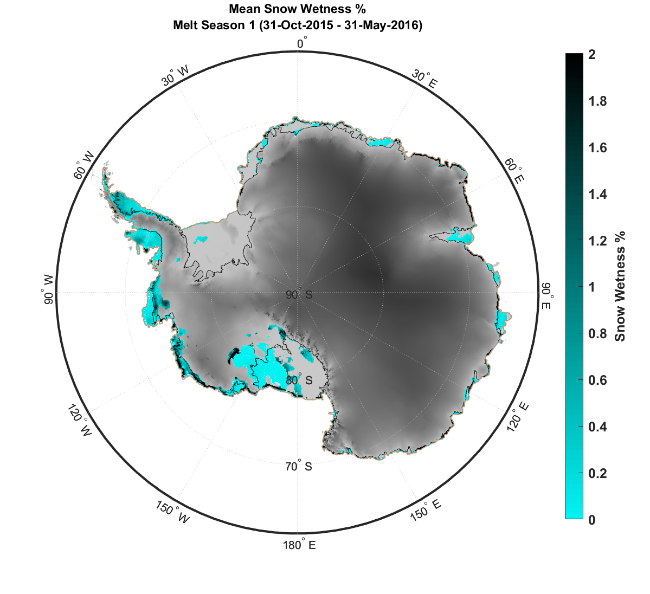 Mean Snow Wetness %
Melt Season 1 (31-Oct-2015 - 31-May-2016)
0° 
30° W
30° E
60° W
60° E
90° W
90° S
90° E
80° S
120° W
120° E
70° S
150° W
150° E
180° E
2
1.8
1.6
1.4
1.2
1
0.8
0.6
0.4
0.2
0
Snow Wetness %